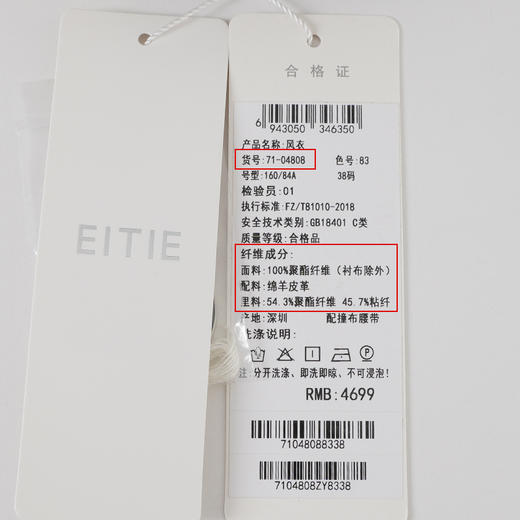 EITIE
合格证
6 943050 346350
产品名称:风衣
货号:71-04808 色号:83
号型:160/84A 38码
检验员:01
执行标准:FZ/T81010-2018
安全技术类别:GB18401 C类
质量等级:合格品
纤维成分:
面料:100%聚酯纤维(衬布除外)
配料:绵羊皮革
里料:54.3%聚酯纤维 45.7%粘纤
产地:深圳 配撞布腰带
洗涤说明:
注:分开洗涤、即洗即晾、不可浸泡!
RMB:4699
71048088338
7104808ZY8338